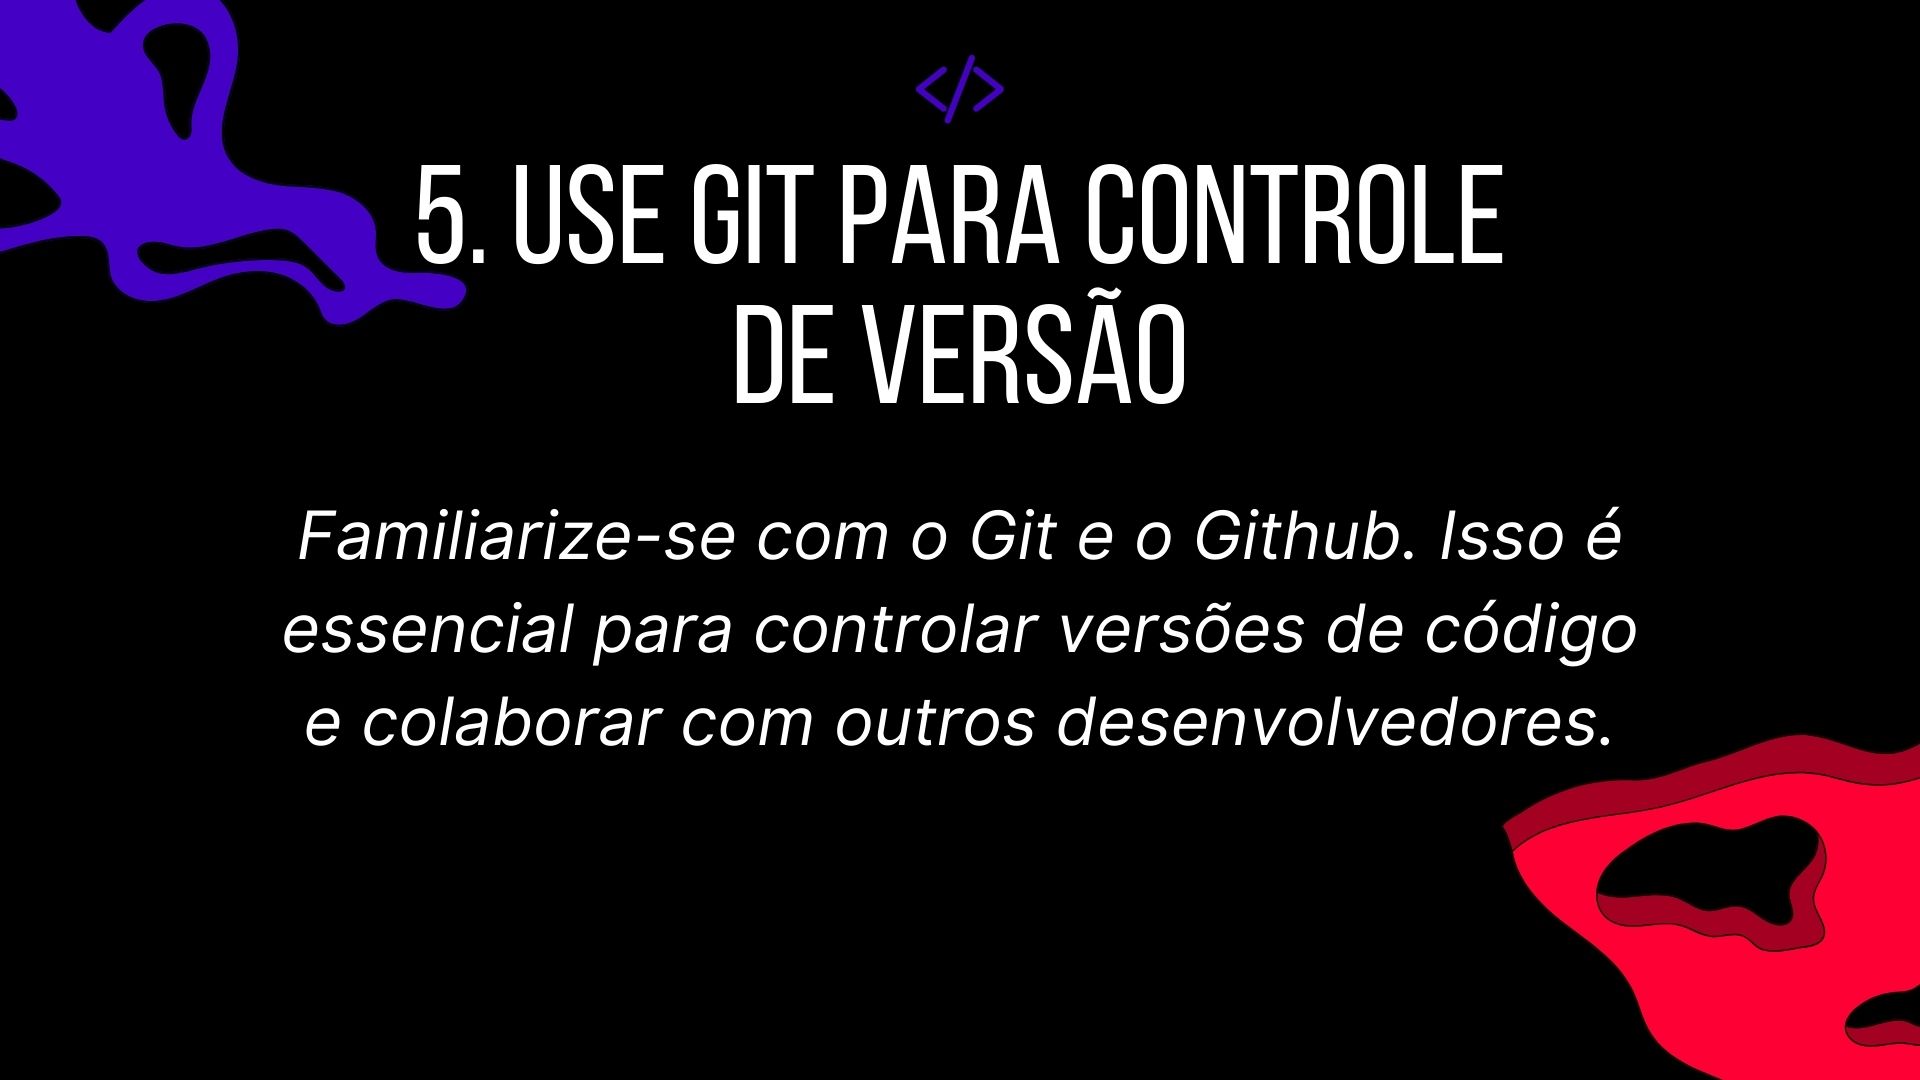 </>
5. USE GIT PARA CONTROLE
DE VERSÃO
Familiarize-se com o Git e o Github. Isso é
essencial para controlar versões de código
e colaborar com outros desenvolvedores.